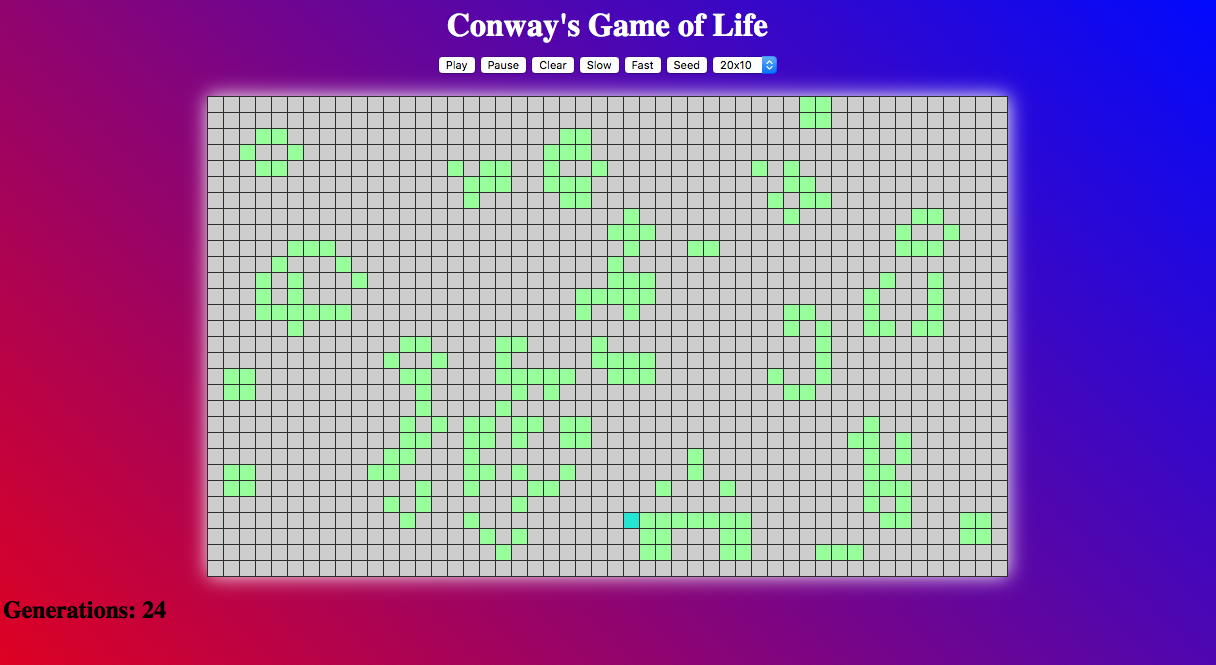 Conway's Game of Life
Play Pause Clear Slow Fast Seed 20x10
Generations: 24